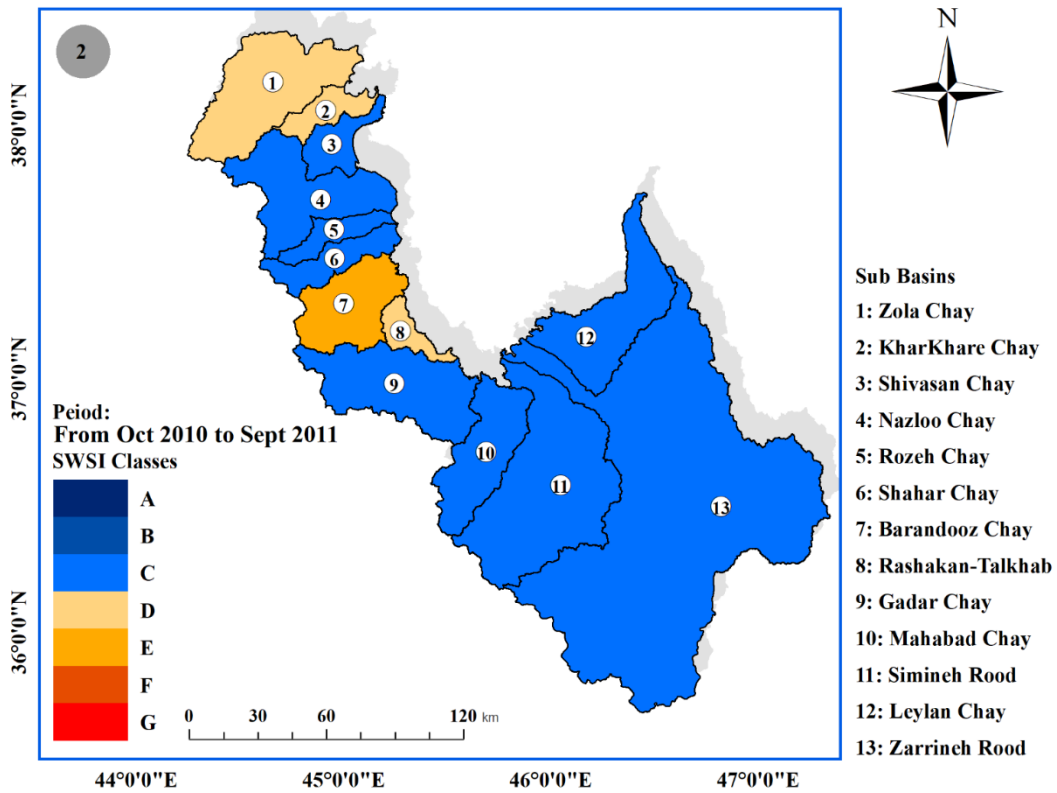 2
N
38°0'0"N
37°0'0"N
36°0'0"N
1
2
3
4
5
6
7
8
9
10
11
12
13
Peiod:
From Oct 2010 to Sept 2011
SWSI Classes
A
B
C
D
E
F
G
0 30 60 120 km
44°0'0"E 45°0'0"E 46°0'0"E 47°0'0"E
Sub Basins
1: Zola Chay
2: KharKhare Chay
3: Shivasan Chay
4: Nazloo Chay
5: Rozeh Chay
6: Shahar Chay
7: Barandooz Chay
8: Rashakan-Talkhab
9: Gadar Chay
10: Mahabad Chay
11: Simineh Rood
12: Leylan Chay
13: Zarrineh Rood